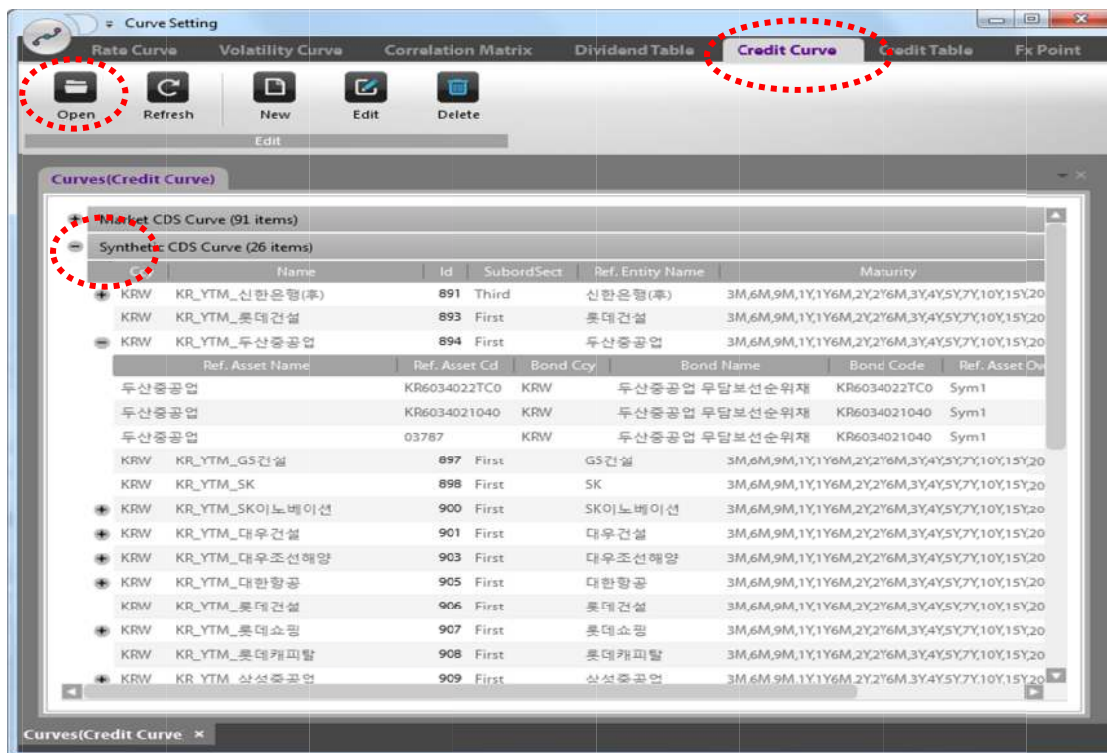 Curve Setting
Rate Curve Volatility Curve Correlation Matrix Dividend Table Credit Curve Credit Table Fx Point
Open Refresh New Edit Delete
Edit
Curves(Credit Curve)
Market CDS Curve (91 items)
Synthetic CDS Curve (26 items)
Ccy Name Id SubordSect Ref. Entity Name Maturity
KRW KR_YTM_신한은행(후) 891 Third 신한은행(후) 3M,6M,9M,1Y,1Y6M,2Y,2Y6M,3Y,4Y,5Y,7Y,10Y,15Y,20
KRW KR_YTM_롯데건설 893 First 롯데건설 3M,6M,9M,1Y,1Y6M,2Y,2Y6M,3Y,4Y,5Y,7Y,10Y,15Y,20
KRW KR_YTM_두산중공업 894 First 두산중공업 3M,6M,9M,1Y,1Y6M,2Y,2Y6M,3Y,4Y,5Y,7Y,10Y,15Y,20
Ref. Asset Name Ref. Asset Cd Bond Ccy Bond Name Bond Code Ref. Asset Ow
두산중공업 KR6034022TC0 KRW 두산중공업 무담보선순위채 KR6034022TC0 Sym1
두산중공업 KR6034021040 KRW 두산중공업 무담보선순위채 KR6034021040 Sym1
두산중공업 03787 KRW 두산중공업 무담보선순위채 KR6034021040 Sym1
KRW KR_YTM_GS건설 897 First GS건설 3M,6M,9M,1Y,1Y6M,2Y,2Y6M,3Y,4Y,5Y,7Y,10Y,15Y,20
KRW KR_YTM_SK 898 First SK 3M,6M,9M,1Y,1Y6M,2Y,2Y6M,3Y,4Y,5Y,7Y,10Y,15Y,20
KRW KR_YTM_SK이노베이션 900 First SK이노베이션 3M,6M,9M,1Y,1Y6M,2Y,2Y6M,3Y,4Y,5Y,7Y,10Y,15Y,20
KRW KR_YTM_대우건설 901 First 대우건설 3M,6M,9M,1Y,1Y6M,2Y,2Y6M,3Y,4Y,5Y,7Y,10Y,15Y,20
KRW KR_YTM_대우조선해양 903 First 대우조선해양 3M,6M,9M,1Y,1Y6M,2Y,2Y6M,3Y,4Y,5Y,7Y,10Y,15Y,20
KRW KR_YTM_대한항공 905 First 대한항공 3M,6M,9M,1Y,1Y6M,2Y,2Y6M,3Y,4Y,5Y,7Y,10Y,15Y,20
KRW KR_YTM_롯데건설 906 First 롯데건설 3M,6M,9M,1Y,1Y6M,2Y,2Y6M,3Y,4Y,5Y,7Y,10Y,15Y,20
KRW KR_YTM_롯데쇼핑 907 First 롯데쇼핑 3M,6M,9M,1Y,1Y6M,2Y,2Y6M,3Y,4Y,5Y,7Y,10Y,15Y,20
KRW KR_YTM_롯데캐피탈 908 First 롯데캐피탈 3M,6M,9M,1Y,1Y6M,2Y,2Y6M,3Y,4Y,5Y,7Y,10Y,15Y,20
KRW KR_YTM_삼성중공업 909 First 삼성중공업 3M,6M,9M,1Y,1Y6M,2Y,2Y6M,3Y,4Y,5Y,7Y,10Y,15Y,20
Curves(Credit Curve ×